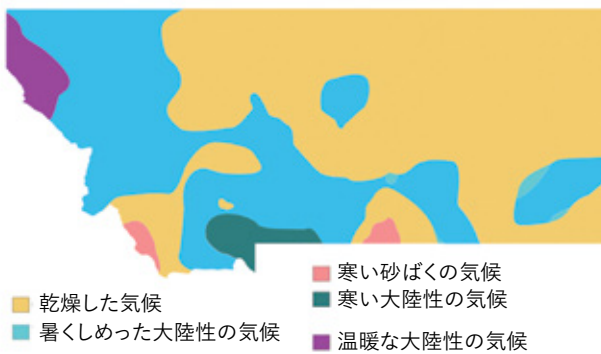 乾燥した気候
暑くしめった大陸性の気候
寒い砂ばくの気候
寒い大陸性の気候
温暖な大陸性の気候